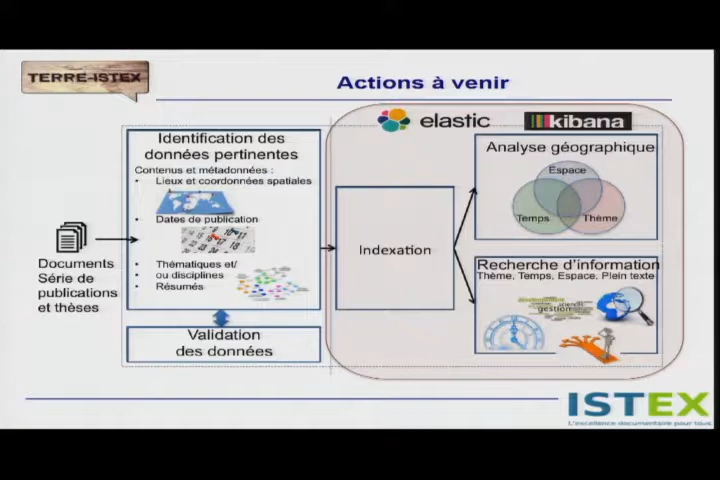 TERRE-ISTEX
Actions à venir
elastic
kibana
Identification des
données pertinentes
Contenus et métadonnées :
• Lieux et coordonnées spatiales
• Dates de publication
• Thématiques et/
• ou disciplines
• Résumés
Documents
Série de
publications
et thèses
Validation
des données
Indexation
Analyse géographique
Espace
Temps
Thème
Recherche d'information
Thème, Temps, Espace, Plein texte
gestion
ISTEX
L'excellence documentaire pour tous